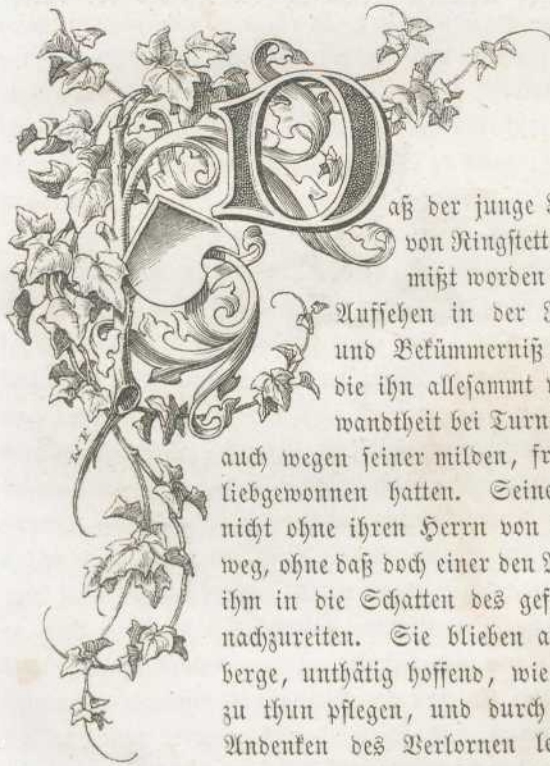 Daß der junge
von Ringstett
mißt worden
Aufsehen in der
und Bekümmerniß
die ihn allesammt
wandtheit bei Turn
auch wegen seiner milden, fr
liebgewonnen hatten. Seine
nicht ohne ihren Herrn von
weg, ohne daß doch einer den
ihm in die Schatten des gef
nachzureiten. Sie blieben a
berge, unthätig hoffend, wie
zu thun pflegen, und durch
Andenken des Verlornen le